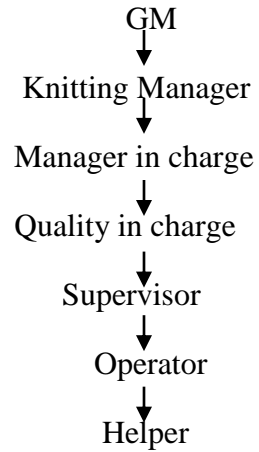 GM
Knitting Manager
Manager in charge
Quality in charge
Supervisor
Operator
Helper